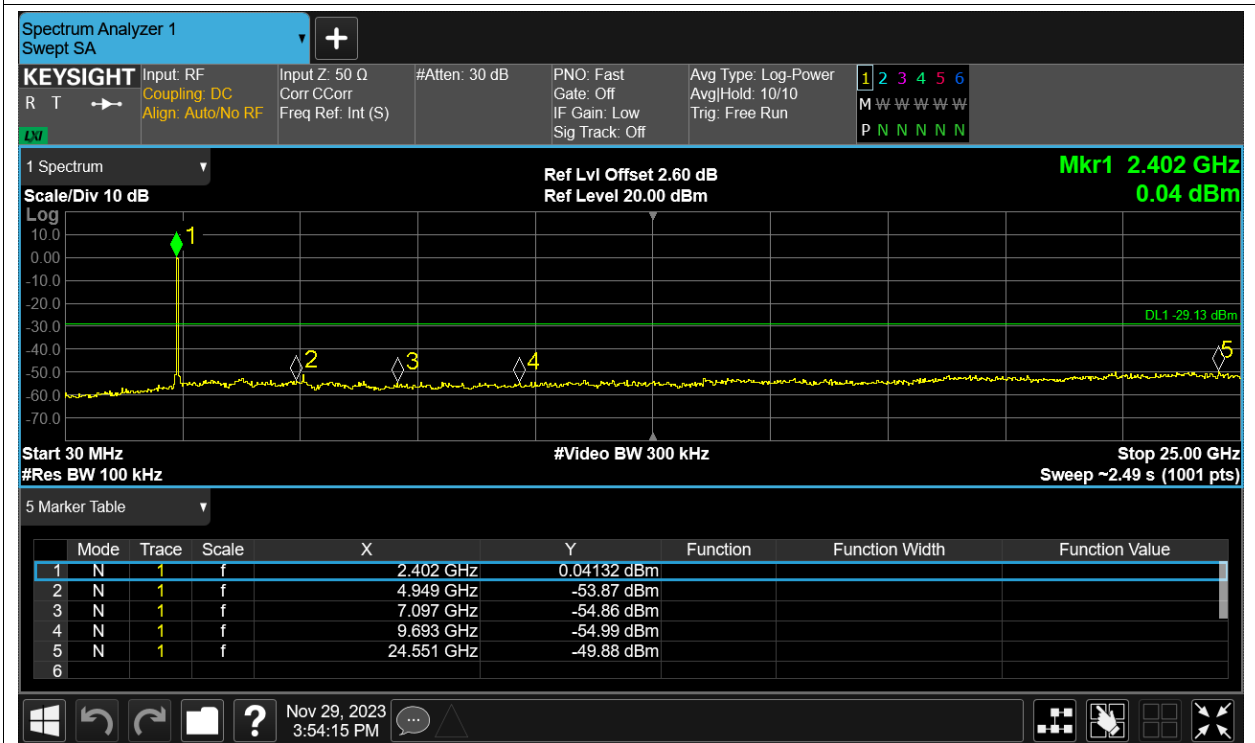 Spectrum Analyzer 1
Swept SA
KEYSIGHT
R T
LXI
Input: RF
Coupling: DC
Align: Auto/No RF
Input Z: 50 Ω
Corr CCorr
Freq Ref: Int (S)
#Atten: 30 dB
PNO: Fast
Gate: Off
IF Gain: Low
Sig Track: Off
Avg Type: Log-Power
Avg|Hold: 10/10
Trig: Free Run
1 2 3 4 5 6
M W W W W W
P N N N N N
1 Spectrum
Scale/Div 10 dB
Ref Lvl Offset 2.60 dB
Ref Level 20.00 dBm
Mkr1 2.402 GHz
0.04 dBm
Log
10.0
0.00
-10.0
-20.0
-30.0
-40.0
-50.0
-60.0
-70.0
1
2
3
4
5
DL1 -29.13 dBm
Start 30 MHz
#Res BW 100 kHz
#Video BW 300 kHz
Stop 25.00 GHz
Sweep ~2.49 s (1001 pts)
5 Marker Table
Mode Trace Scale X Y Function Function Width Function Value
1 N 1 f 2.402 GHz 0.04132 dBm
2 N 1 f 4.949 GHz -53.87 dBm
3 N 1 f 7.097 GHz -54.86 dBm
4 N 1 f 9.693 GHz -54.99 dBm
5 N 1 f 24.551 GHz -49.88 dBm
6
?
Nov 29, 2023
3:54:15 PM